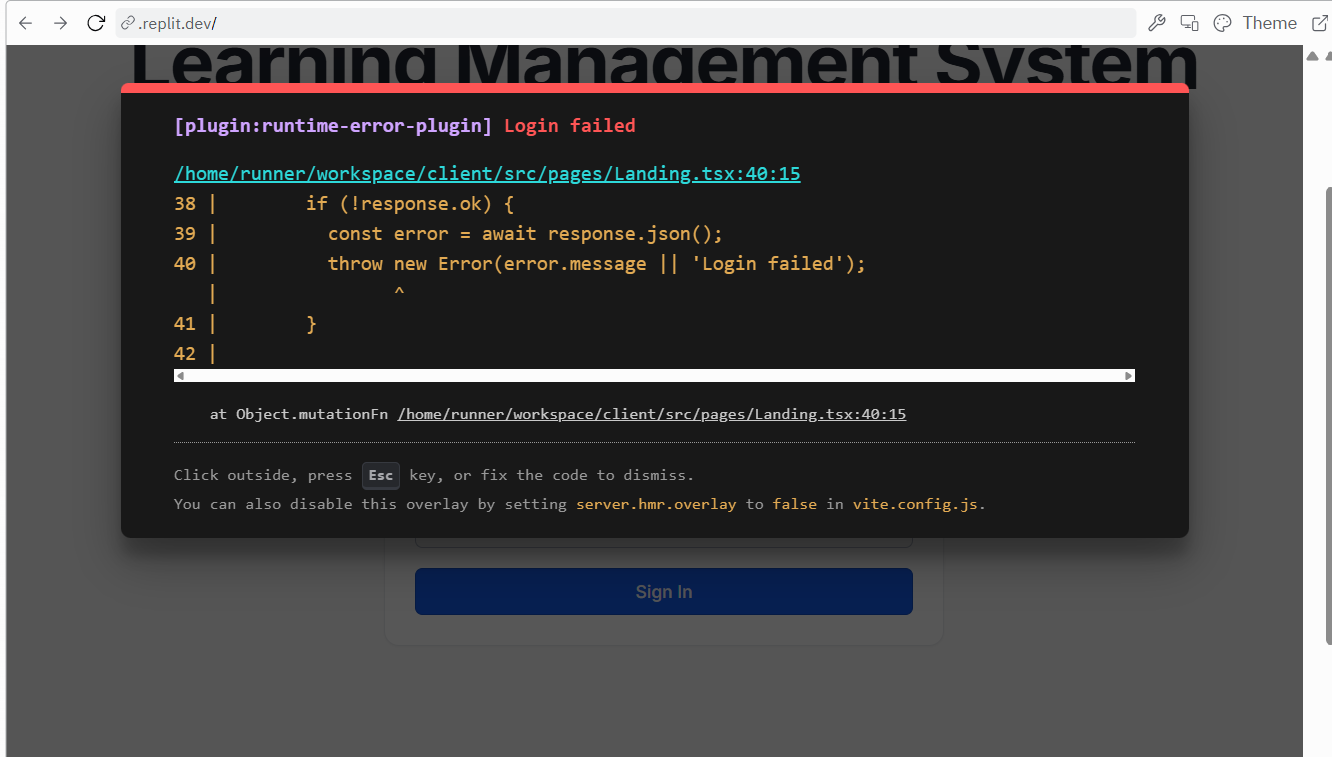 .replit.dev/
Theme
Learning Management System
[plugin:runtime-error-plugin] Login failed
/home/runner/workspace/client/src/pages/Landing.tsx:40:15
38 |        if (!response.ok) {
39 |          const error = await response.json();
40 |          throw new Error(error.message || 'Login failed');
   |                ^
41 |        }
42 |
at Object.mutationFn /home/runner/workspace/client/src/pages/Landing.tsx:40:15
Click outside, press Esc key, or fix the code to dismiss.
You can also disable this overlay by setting server.hmr.overlay to false in vite.config.js.
Sign In